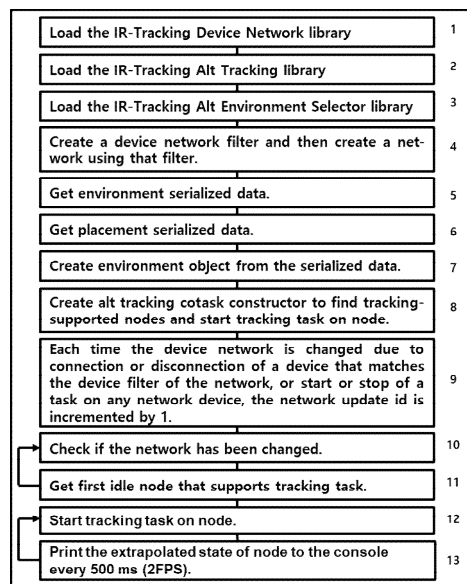 Load the IR-Tracking Device Network library 1
Load the IR-Tracking Alt Tracking library 2
Load the IR-Tracking Alt Environment Selector library 3
Create a device network filter and then create a net-
work using that filter. 4
Get environment serialized data. 5
Get placement serialized data. 6
Create environment object from the serialized data. 7
Create alt tracking cotask constructor to find tracking-
supported nodes and start tracking task on node. 8
Each time the device network is changed due to
connection or disconnection of a device that matches
the device filter of the network, or start or stop of a
task on any network device, the network update id is
incremented by 1. 9
Check if the network has been changed. 10
Get first idle node that supports tracking task. 11
Start tracking task on node. 12
Print the extrapolated state of node to the console
every 500 ms (2FPS). 13